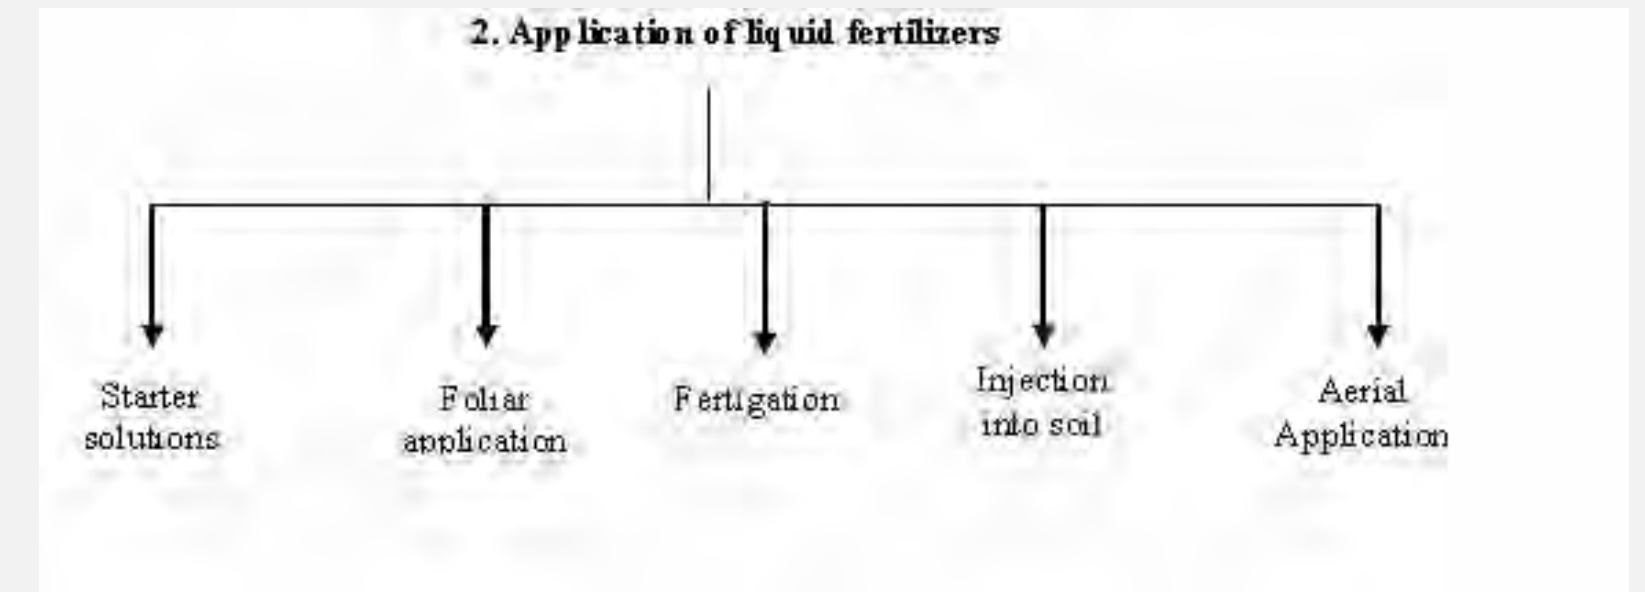 2. Application of liquid fertilizers
Starter
solutions
Foliar
application
Fertigation
Injection
into soil
Aerial
Application